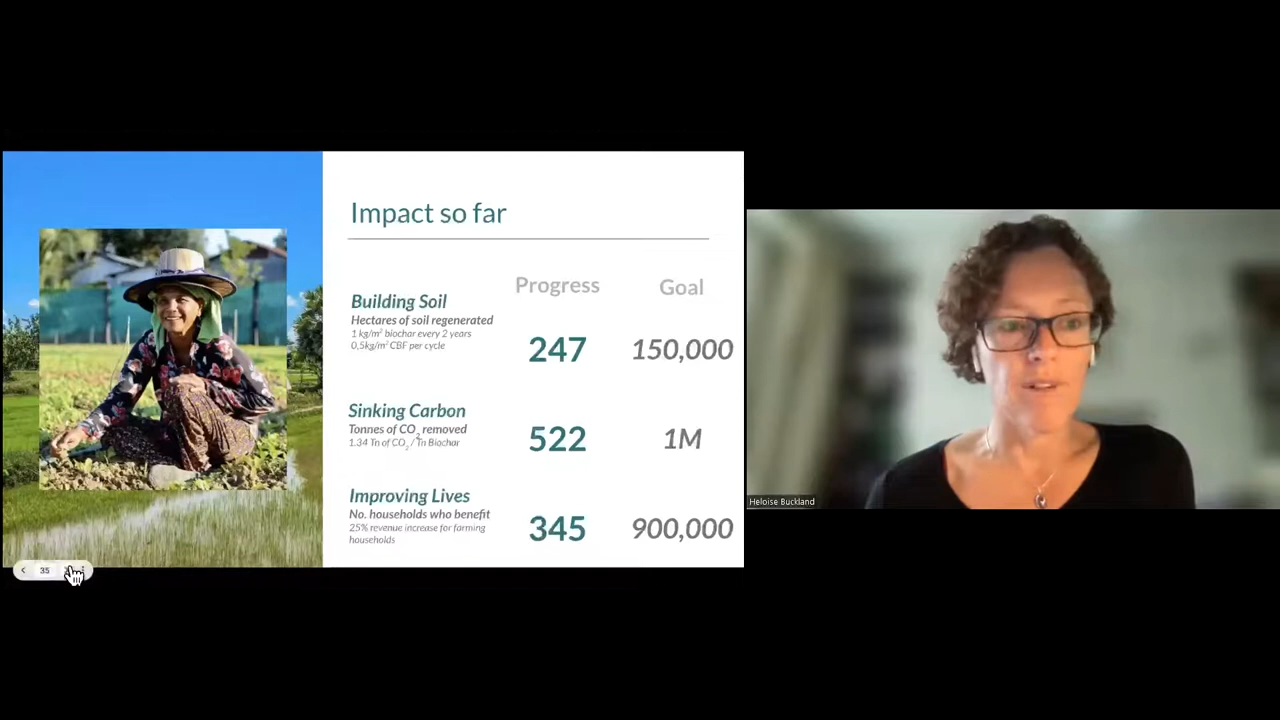 Impact so far
Progress Goal
Building Soil
Hectares of soil regenerated
1 kg/m² biochar every 2 years
0,5kg/m² CBF per cycle
247 150,000
Sinking Carbon
Tonnes of CO₂ removed
1.34 Tn of CO₂ / Tn Biochar
522 1M
Improving Lives
No. households who benefit
25% revenue increase for farming
households
345 900,000
35
Heloise Buckland